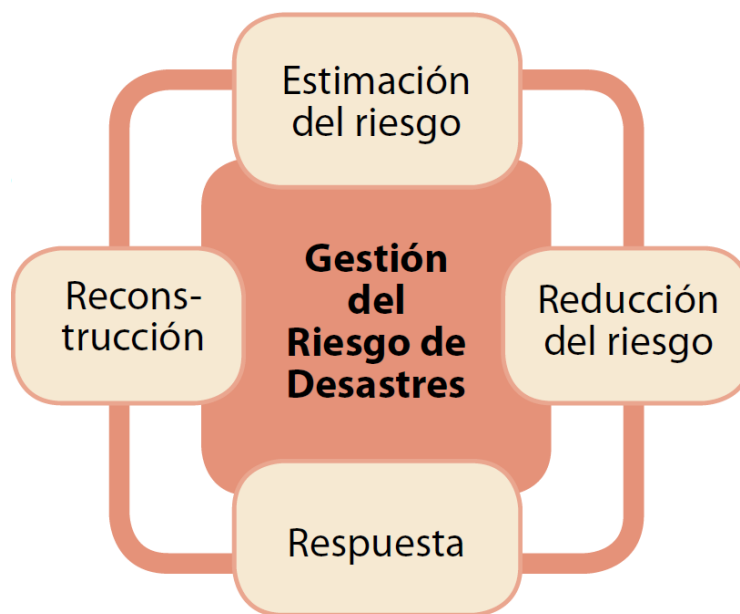 Estimación
del riesgo
Gestión
del
Riesgo de
Desastres
Recons-
trucción
Reducción
del riesgo
Respuesta